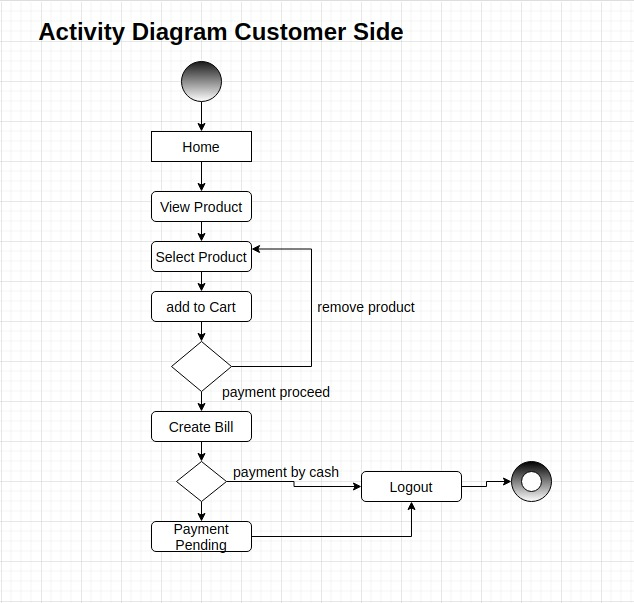 Activity Diagram Customer Side
Home
View Product
Select Product
add to Cart
remove product
payment proceed
Create Bill
payment by cash
Logout
Payment
Pending